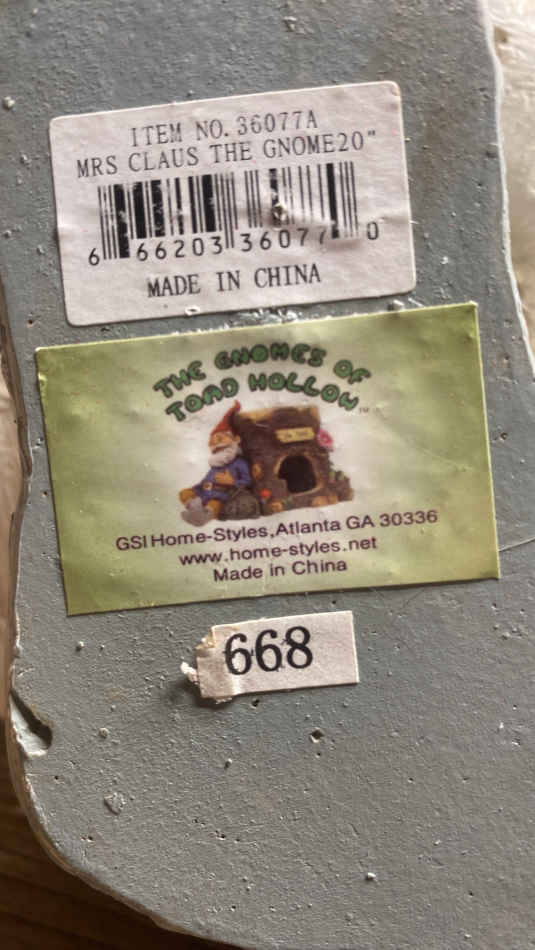 ITEM NO. 36077A
MRS CLAUS THE GNOME20"
6 66203 36077 0
MADE IN CHINA
THE GNOMES OF
TOAD HOLLOW™
GSI Home-Styles,Atlanta GA 30336
www.home-styles.net
Made in China
668